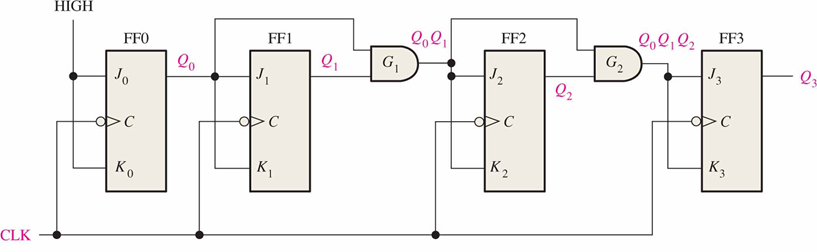 HIGH
FF0
FF1
FF2
FF3
Q₀
Q₁
G₁
Q₀Q₁
Q₂
G₂
Q₀Q₁Q₂
Q₃
J₀
J₁
J₂
J₃
C
C
C
C
K₀
K₁
K₂
K₃
CLK